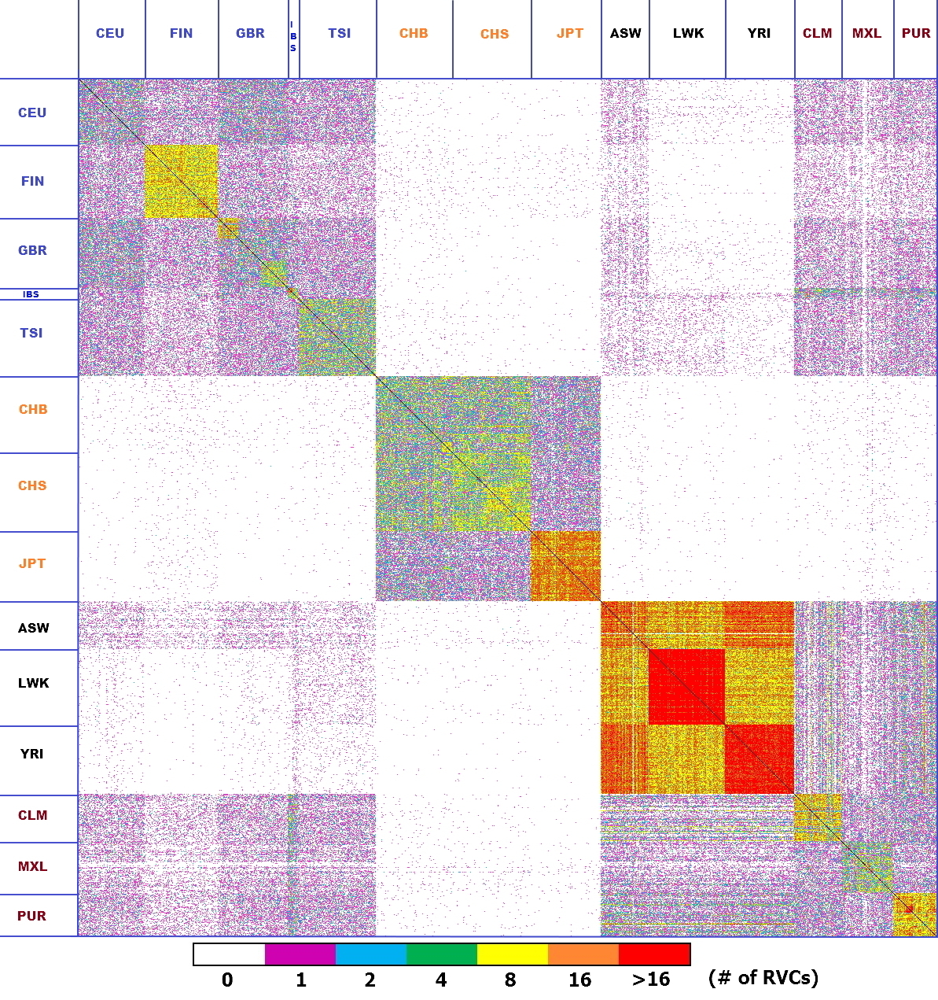 CEU FIN GBR IBS TSI CHB CHS JPT ASW LWK YRI CLM MXL PUR
CEU
FIN
GBR
IBS
TSI
CHB
CHS
JPT
ASW
LWK
YRI
CLM
MXL
PUR
0 1 2 4 8 16 >16 (# of RVCs)